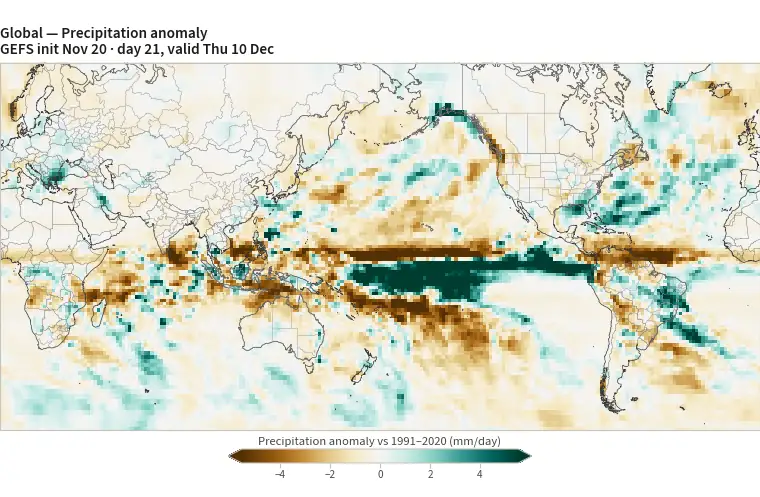 Global — Precipitation anomaly
GEFS init Nov 20 · day 21, valid Thu 10 Dec
Precipitation anomaly vs 1991–2020 (mm/day)
−4 −2 0 2 4